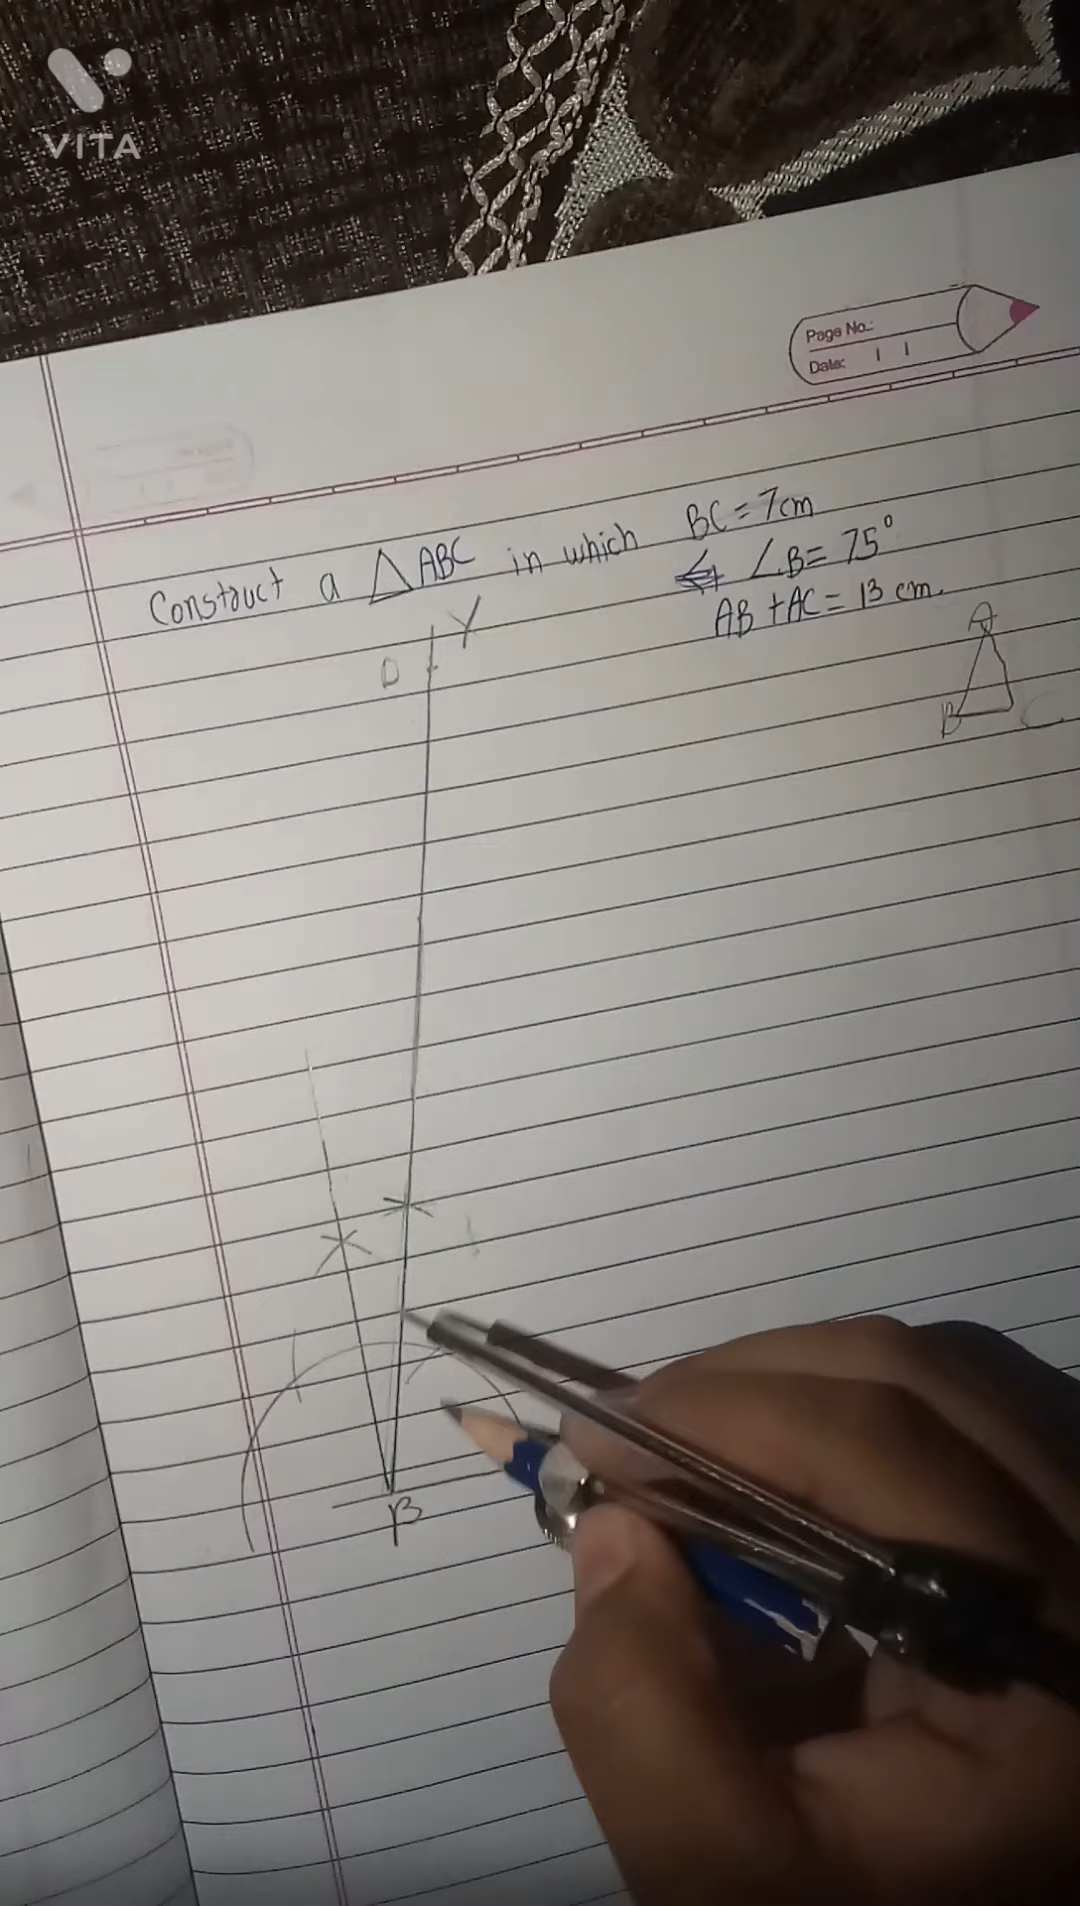 VITA
Page No.:
Date:
Construct a △ABC in which BC = 7cm
∠B = 75°
AB + AC = 13 cm.
Y
D
A
B
C
B